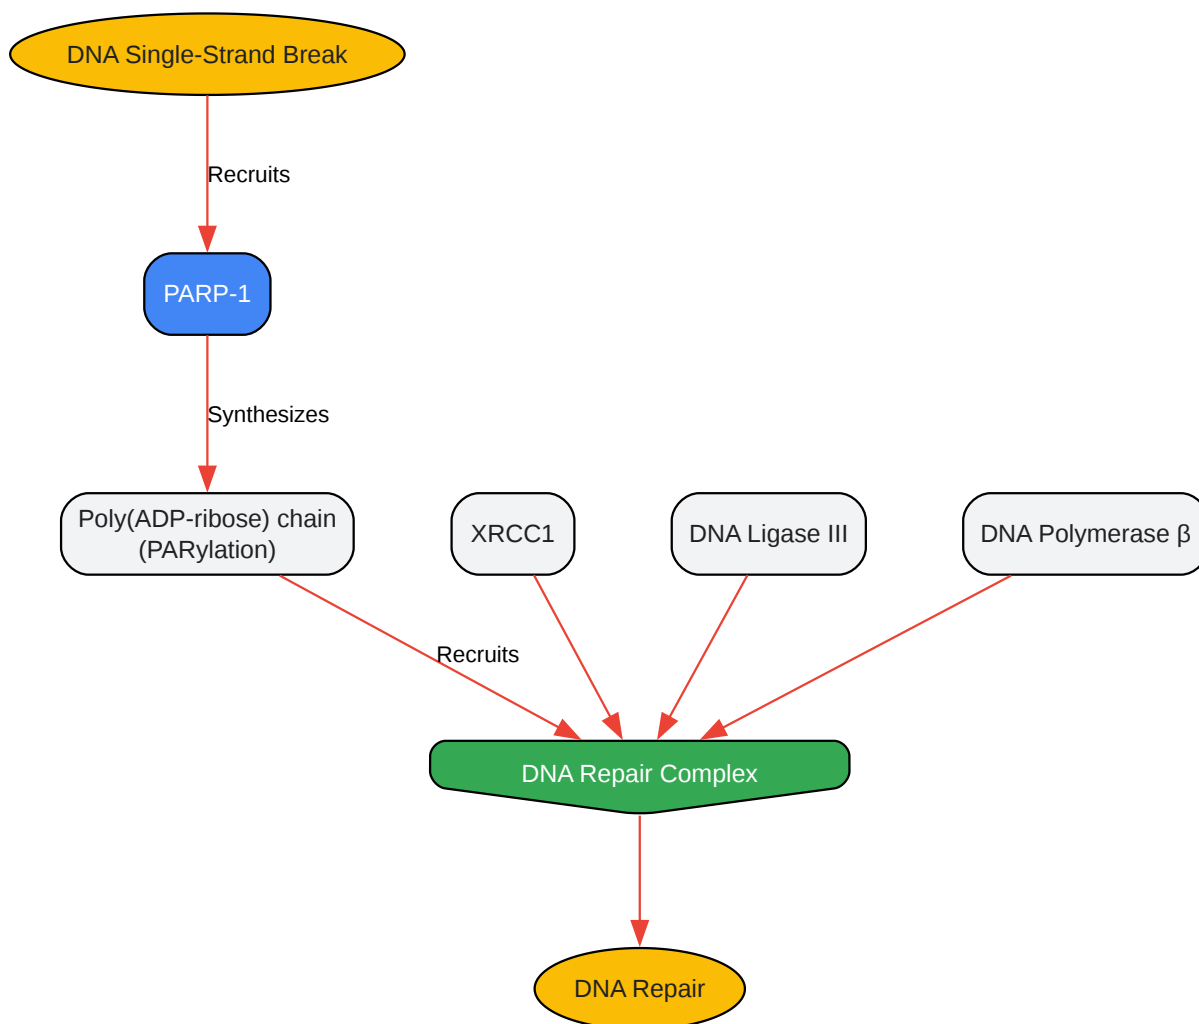 DNA Single-Strand Break
Recruits
PARP-1
Synthesizes
Poly(ADP-ribose) chain
(PARylation)
XRCC1
DNA Ligase III
DNA Polymerase β
Recruits
DNA Repair Complex
DNA Repair